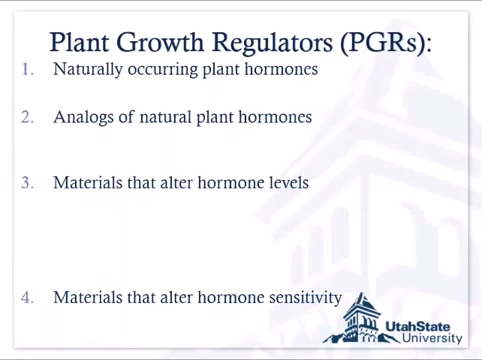 Plant Growth Regulators (PGRs):
1. Naturally occurring plant hormones
2. Analogs of natural plant hormones
3. Materials that alter hormone levels
4. Materials that alter hormone sensitivity
UtahState
University